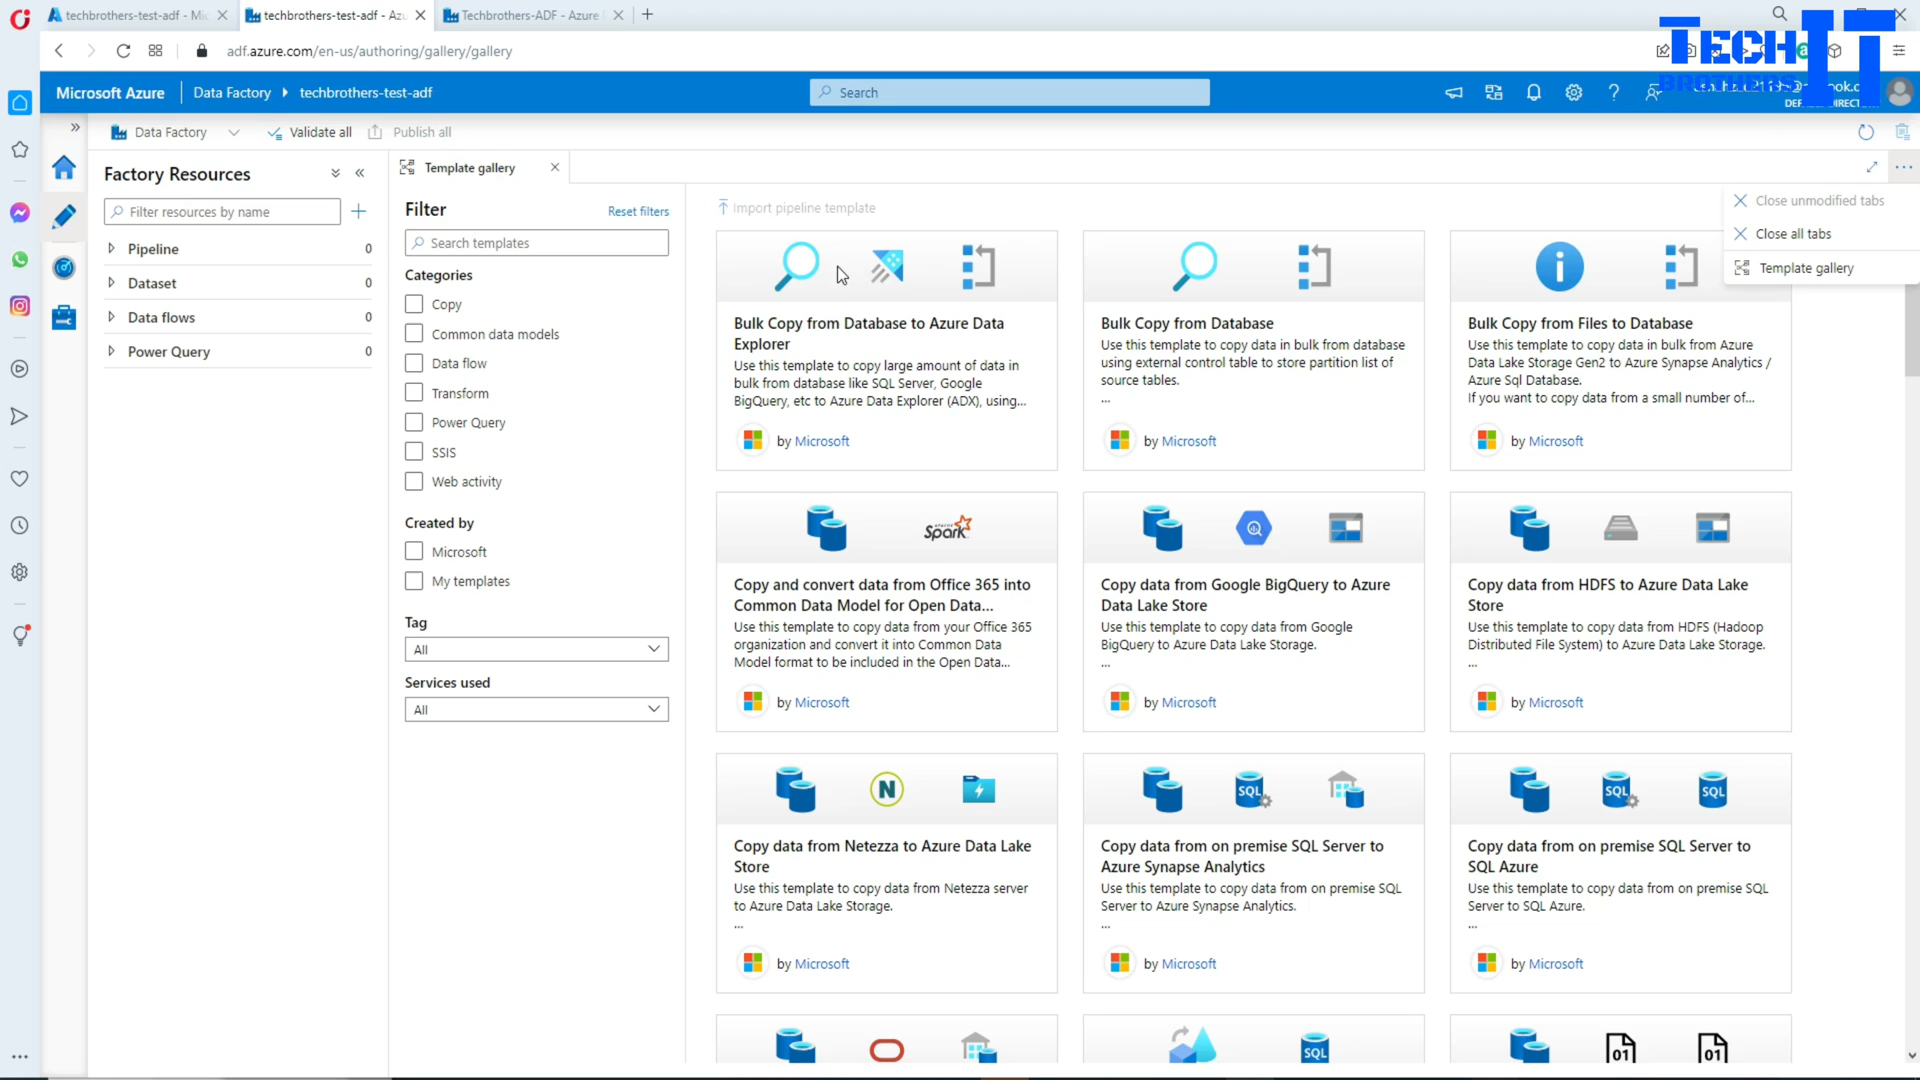 techbrothers-test-adf - Mi
techbrothers-test-adf - Azu
Techbrothers-ADF - Azure
adf.azure.com/en-us/authoring/gallery/gallery
TECH IT
BROTHERS
Microsoft Azure
Data Factory
techbrothers-test-adf
Search
Data Factory
Validate all
Publish all
Factory Resources
Filter resources by name
Pipeline 0
Dataset 0
Data flows 0
Power Query 0
Template gallery
Filter
Reset filters
Search templates
Categories
Copy
Common data models
Data flow
Transform
Power Query
SSIS
Web activity
Created by
Microsoft
My templates
Tag
All
Services used
All
Import pipeline template
Close unmodified tabs
Close all tabs
Template gallery
Bulk Copy from Database to Azure Data
Explorer
Use this template to copy large amount of data in
bulk from database like SQL Server, Google
BigQuery, etc to Azure Data Explorer (ADX), using...
by Microsoft
Bulk Copy from Database
Use this template to copy data in bulk from database
using external control table to store partition list of
source tables.
...
by Microsoft
Bulk Copy from Files to Database
Use this template to copy data in bulk from Azure
Data Lake Storage Gen2 to Azure Synapse Analytics /
Azure Sql Database.
If you want to copy data from a small number of...
by Microsoft
APACHE Spark
Copy and convert data from Office 365 into
Common Data Model for Open Data...
Use this template to copy data from your Office 365
organization and convert it into Common Data
Model format to be included in the Open Data...
by Microsoft
Copy data from Google BigQuery to Azure
Data Lake Store
Use this template to copy data from Google
BigQuery to Azure Data Lake Storage.
...
by Microsoft
Copy data from HDFS to Azure Data Lake
Store
Use this template to copy data from HDFS (Hadoop
Distributed File System) to Azure Data Lake Storage.
...
by Microsoft
N
Copy data from Netezza to Azure Data Lake
Store
Use this template to copy data from Netezza server
to Azure Data Lake Storage.
...
by Microsoft
SQL
Copy data from on premise SQL Server to
Azure Synapse Analytics
Use this template to copy data from on premise SQL
Server to Azure Synapse Analytics.
...
by Microsoft
SQL
SQL
Copy data from on premise SQL Server to
SQL Azure
Use this template to copy data from on premise SQL
Server to SQL Azure.
...
by Microsoft
SQL
01
01